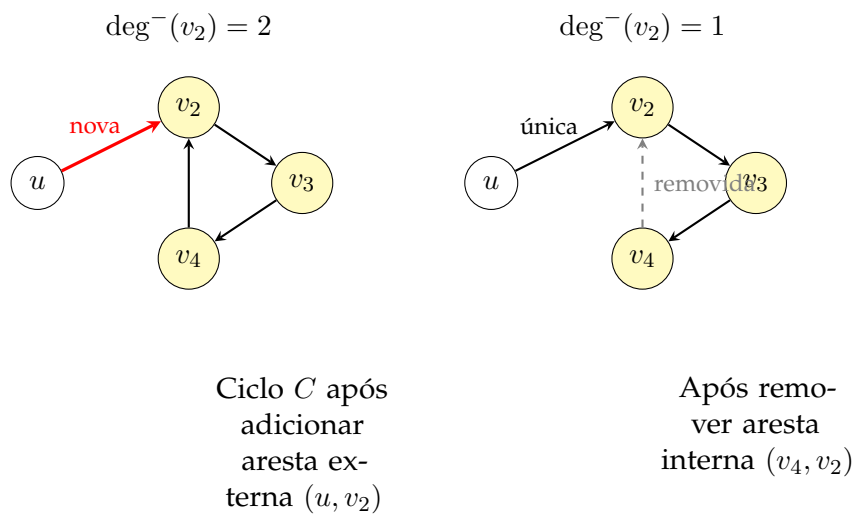 deg⁻(v₂) = 2
nova
u
v₂
v₃
v₄
Ciclo C após
adicionar
aresta ex-
terna (u, v₂)
deg⁻(v₂) = 1
única
u
v₂
removida
v₃
v₄
Após remo-
ver aresta
interna (v₄, v₂)